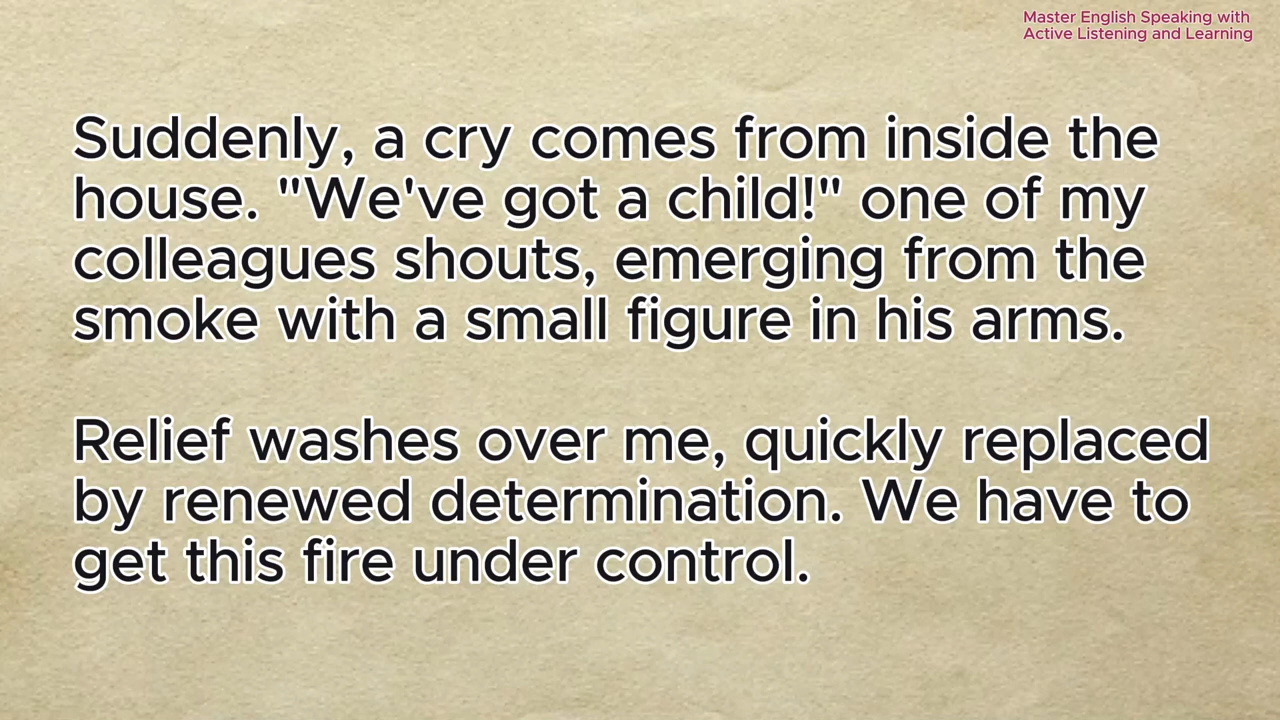 Master English Speaking with
Active Listening and Learning
Suddenly, a cry comes from inside the
house. "We've got a child!" one of my
colleagues shouts, emerging from the
smoke with a small figure in his arms.
Relief washes over me, quickly replaced
by renewed determination. We have to
get this fire under control.